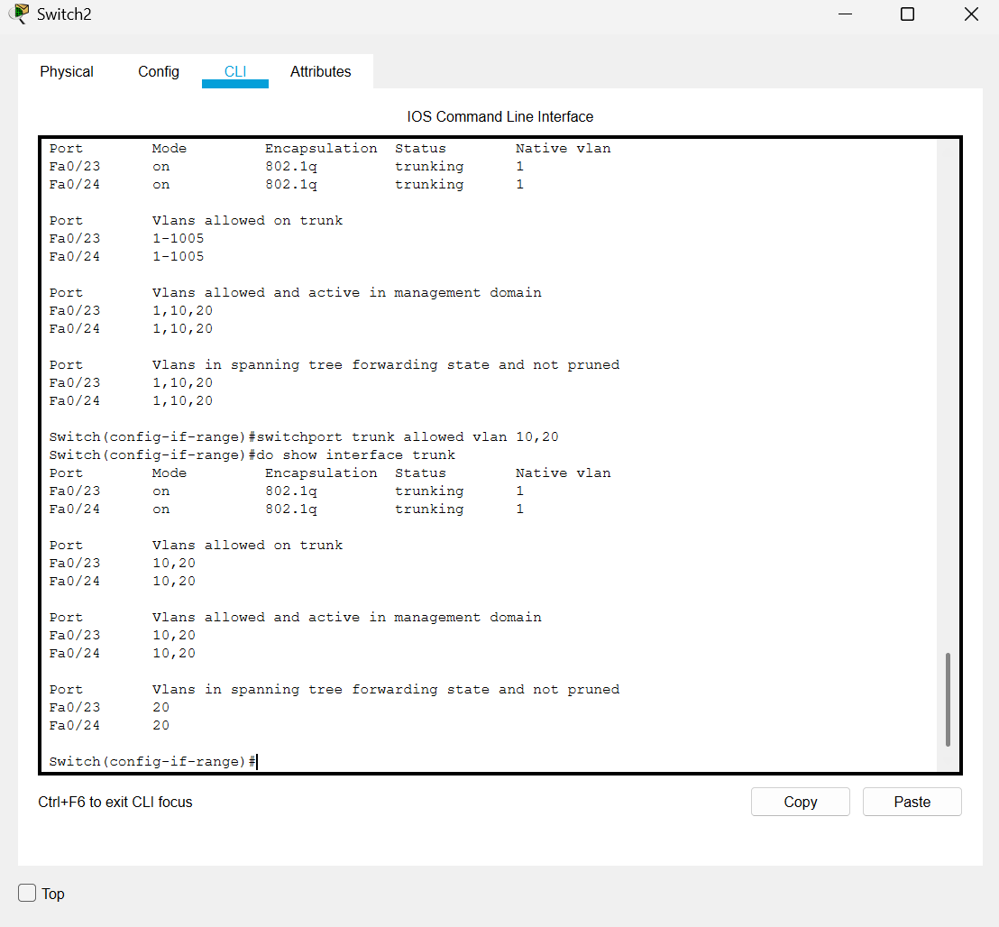 Switch2
Physical Config CLI Attributes
IOS Command Line Interface
Port Mode Encapsulation Status Native vlan
Fa0/23 on 802.1q trunking 1
Fa0/24 on 802.1q trunking 1
Port Vlans allowed on trunk
Fa0/23 1-1005
Fa0/24 1-1005
Port Vlans allowed and active in management domain
Fa0/23 1,10,20
Fa0/24 1,10,20
Port Vlans in spanning tree forwarding state and not pruned
Fa0/23 1,10,20
Fa0/24 1,10,20
Switch(config-if-range)#switchport trunk allowed vlan 10,20
Switch(config-if-range)#do show interface trunk
Port Mode Encapsulation Status Native vlan
Fa0/23 on 802.1q trunking 1
Fa0/24 on 802.1q trunking 1
Port Vlans allowed on trunk
Fa0/23 10,20
Fa0/24 10,20
Port Vlans allowed and active in management domain
Fa0/23 10,20
Fa0/24 10,20
Port Vlans in spanning tree forwarding state and not pruned
Fa0/23 20
Fa0/24 20
Switch(config-if-range)#
Ctrl+F6 to exit CLI focus
Copy Paste
Top